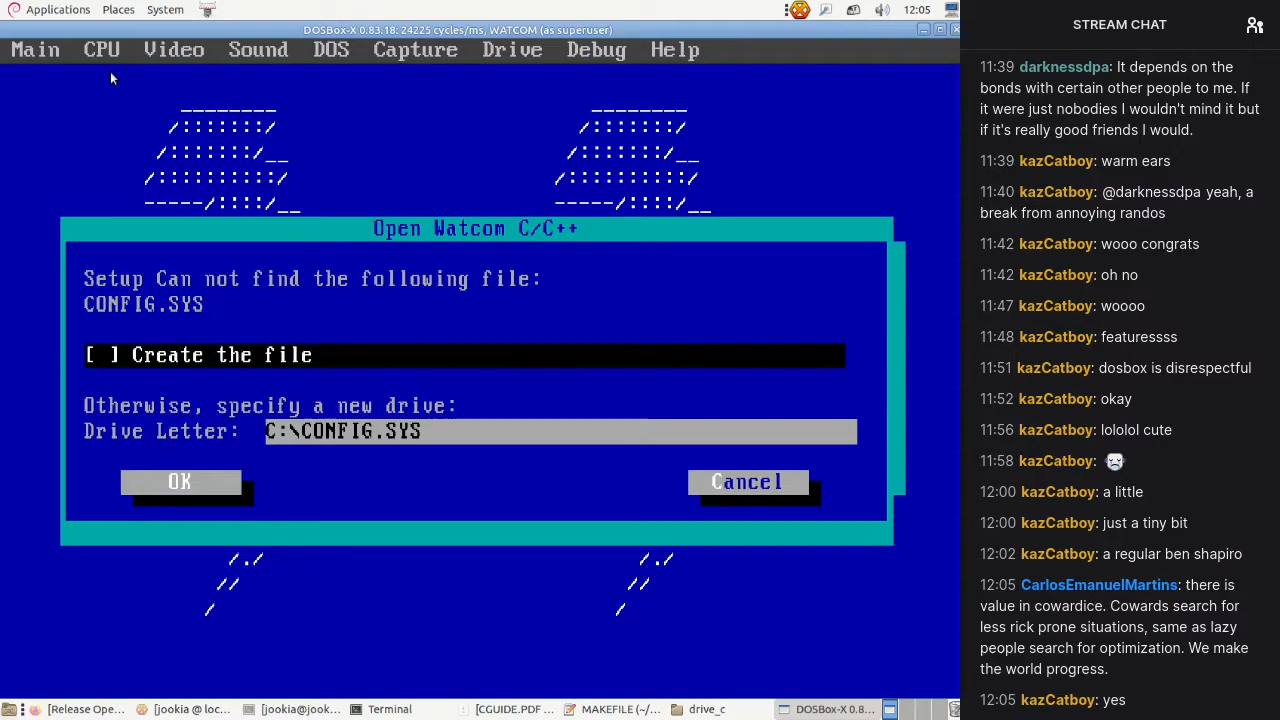 Applications Places System 12:05
DOSBox-X 0.83.18: 24225 cycles/ms, WATCOM (as superuser)
Main CPU Video Sound DOS Capture Drive Debug Help
Open Watcom C/C++
Setup Can not find the following file:
CONFIG.SYS
[ ] Create the file
Otherwise, specify a new drive:
Drive Letter: C:\CONFIG.SYS
OK Cancel
[Release Ope... [jookia@ loc... [jookia@jook... Terminal [CGUIDE.PDF ... MAKEFILE (~/... drive_c DOSBox-X 0.8...
STREAM CHAT
11:39 darknessdpa: It depends on the
bonds with certain other people to me. If
it were just nobodies I wouldn't mind it but
if it's really good friends I would.
11:39 kazCatboy: warm ears
11:40 kazCatboy: @darknessdpa yeah, a
break from annoying randos
11:42 kazCatboy: wooo congrats
11:42 kazCatboy: oh no
11:47 kazCatboy: woooo
11:48 kazCatboy: featuressss
11:51 kazCatboy: dosbox is disrespectful
11:52 kazCatboy: okay
11:56 kazCatboy: lololol cute
11:58 kazCatboy:
12:00 kazCatboy: a little
12:00 kazCatboy: just a tiny bit
12:02 kazCatboy: a regular ben shapiro
12:05 CarlosEmanuelMartins: there is
value in cowardice. Cowards search for
less rick prone situations, same as lazy
people search for optimization. We make
the world progress.
12:05 kazCatboy: yes